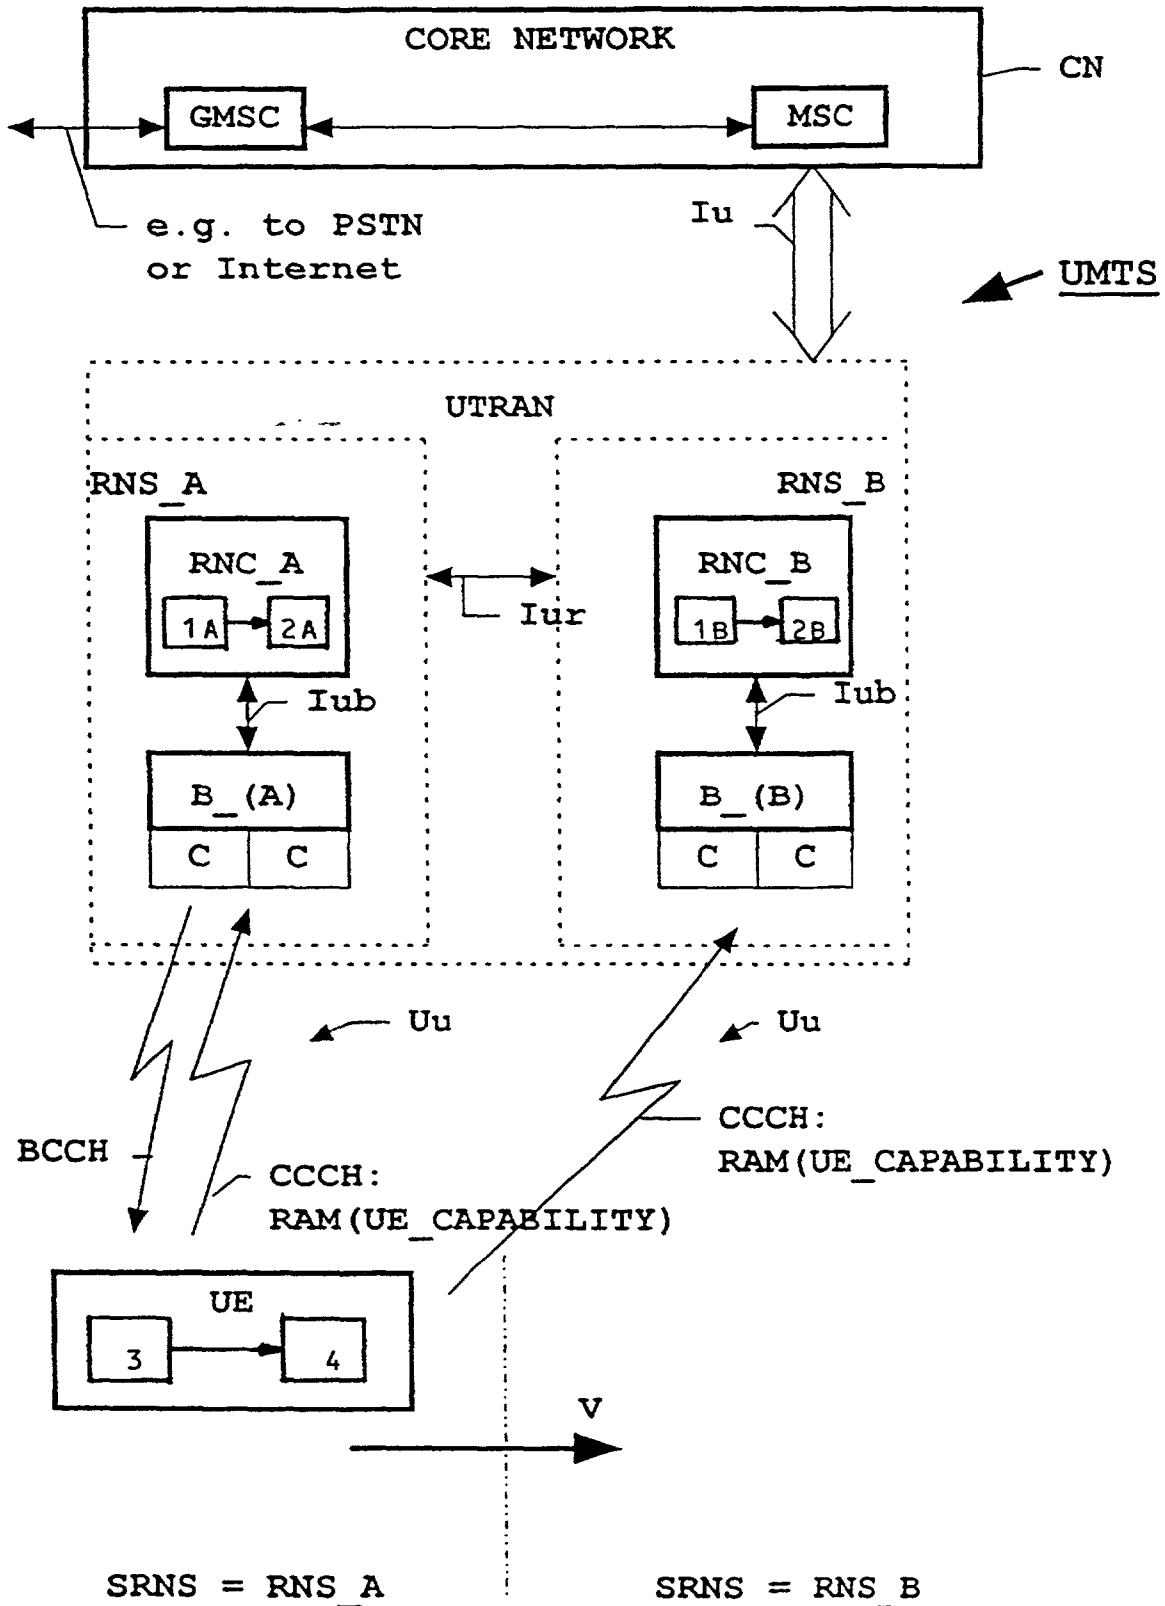 CORE NETWORK
CN
GMSC
MSC
e.g. to PSTN
or Internet
Iu
UMTS
UTRAN
RNS_A
RNS_B
RNC_A
RNC_B
1A
2A
Iur
1B
2B
Iub
Iub
B_(A)
B_(B)
C
C
C
C
Uu
Uu
BCCH
CCCH:
RAM(UE_CAPABILITY)
CCCH:
RAM(UE_CAPABILITY)
UE
3
4
V
SRNS = RNS_A
SRNS = RNS_B